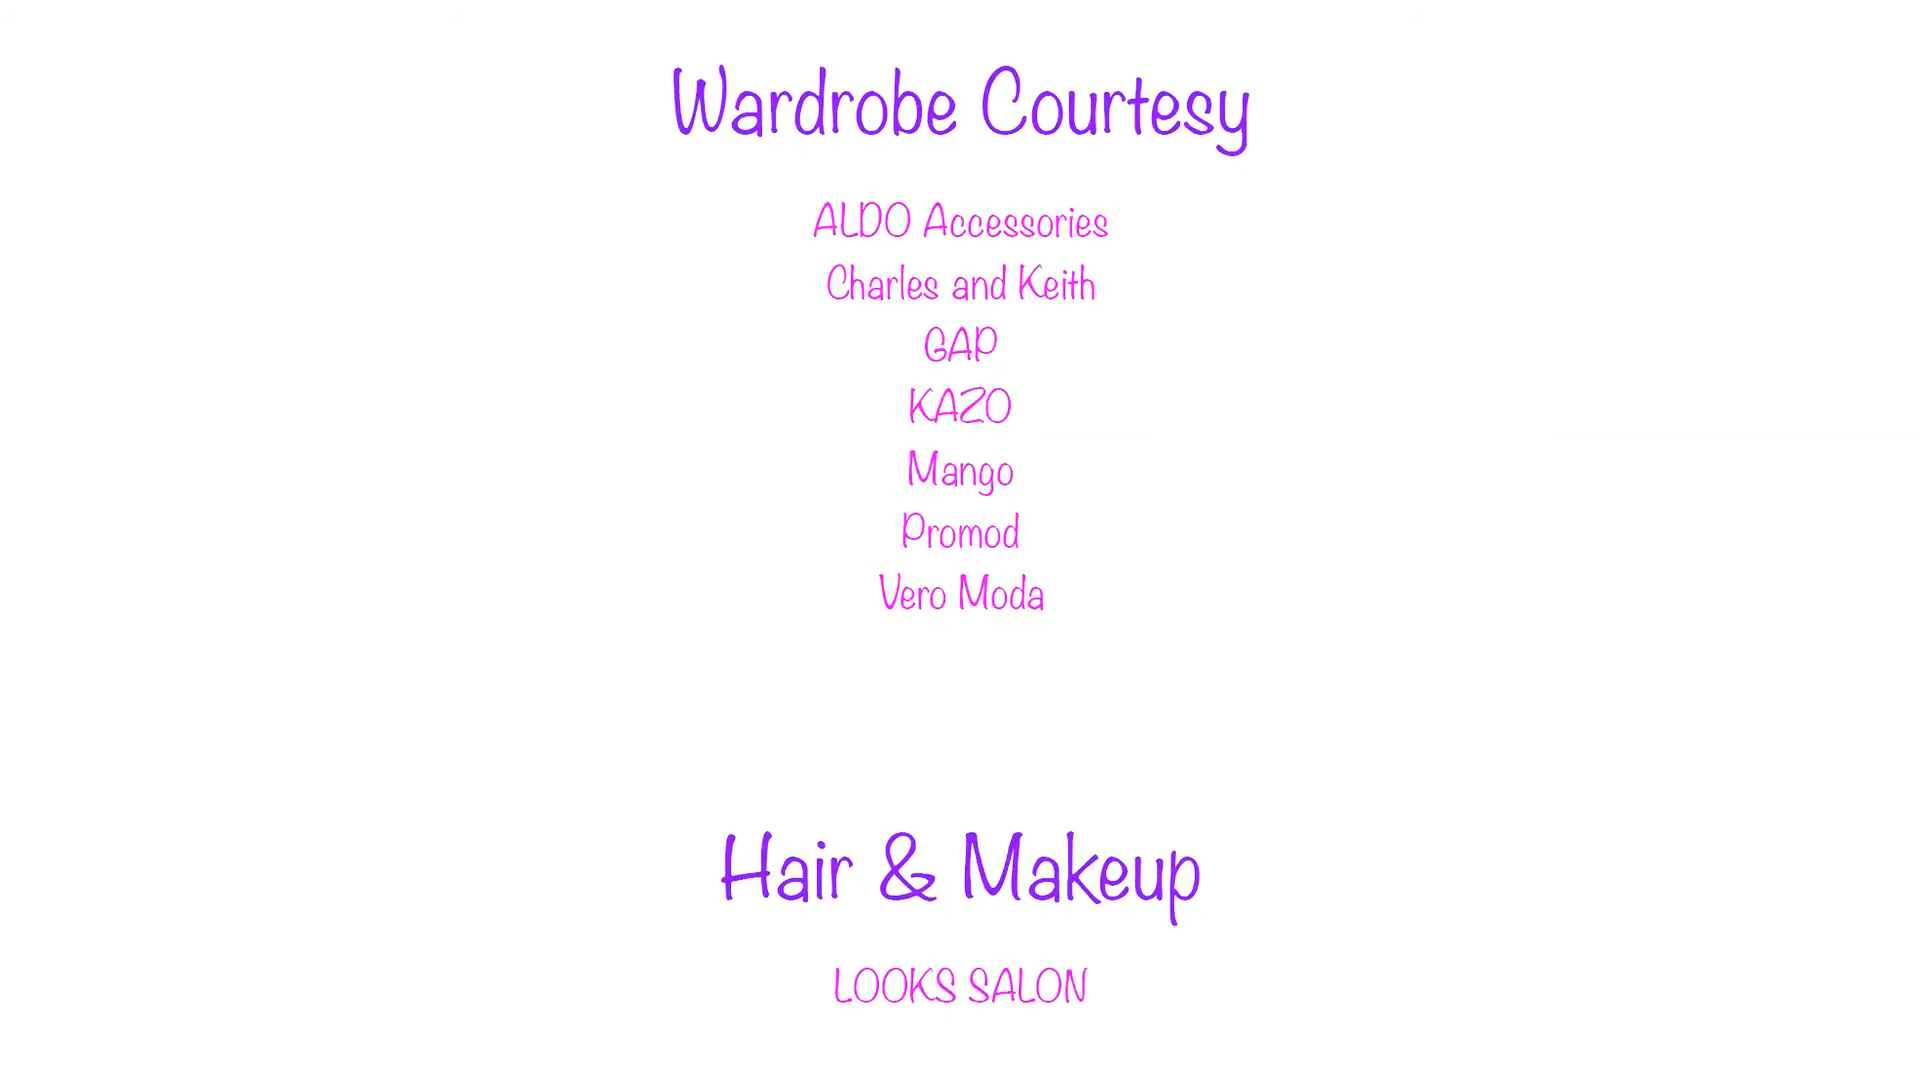 Wardrobe Courtesy
ALDO Accessories
Charles and Keith
GAP
KAZO
Mango
Promod
Vero Moda
Hair & Makeup
LOOKS SALON